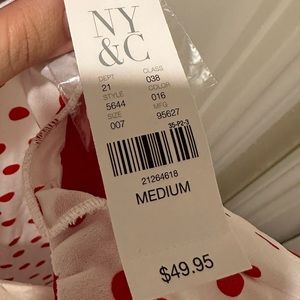 NY
&C
DEPT CLASS
21 038
STYLE COLOR
5644 016
SIZE MFG
007 95627
35-P2-3
21264618
MEDIUM
$49.95